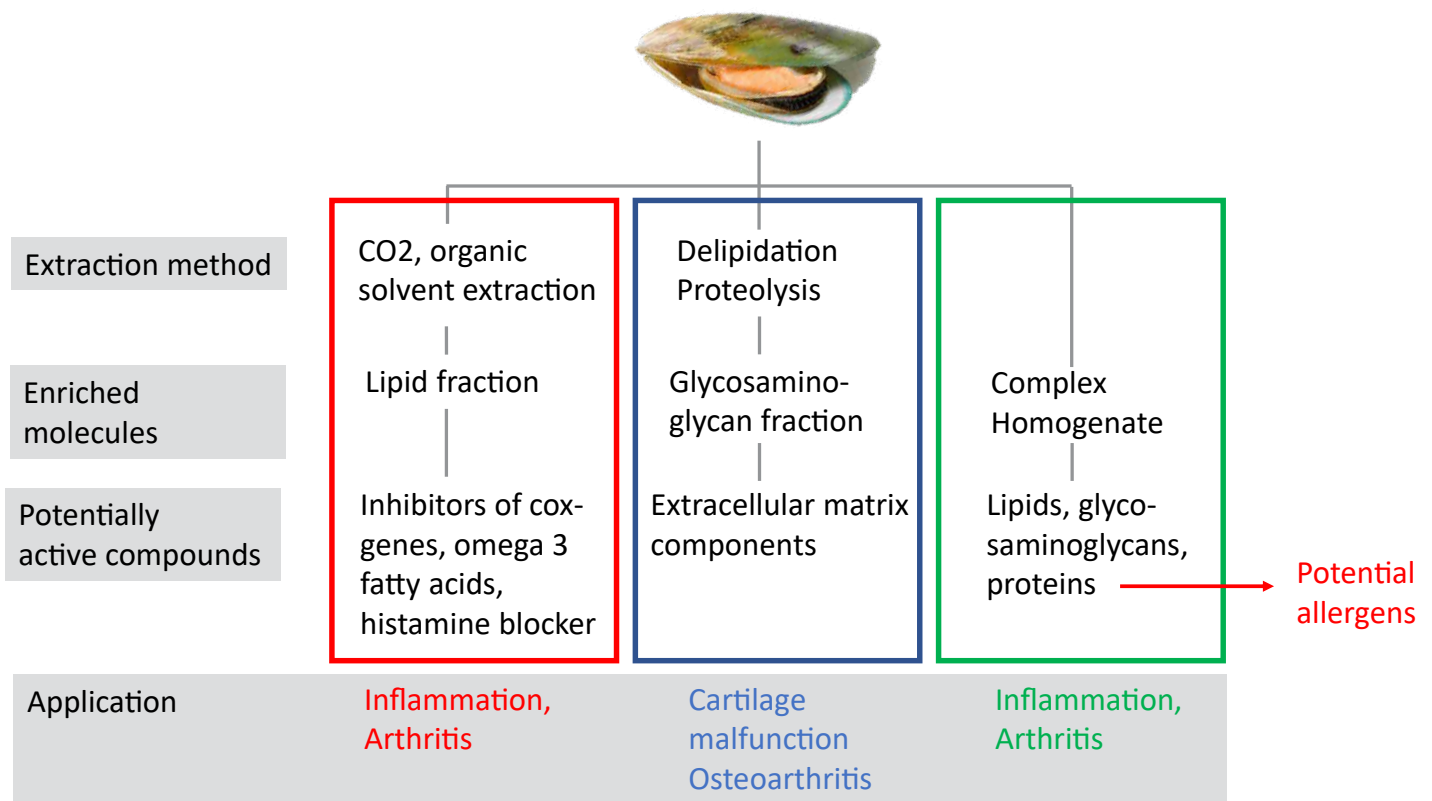 Extraction method
CO2, organic
solvent extraction
Delipidation
Proteolysis
Enriched
molecules
Lipid fraction
Glycosamino-
glycan fraction
Complex
Homogenate
Potentially
active compounds
Inhibitors of cox-
genes, omega 3
fatty acids,
histamine blocker
Extracellular matrix
components
Lipids, glyco-
saminoglycans,
proteins
Potential
allergens
Application
Inflammation,
Arthritis
Cartilage
malfunction
Osteoarthritis
Inflammation,
Arthritis